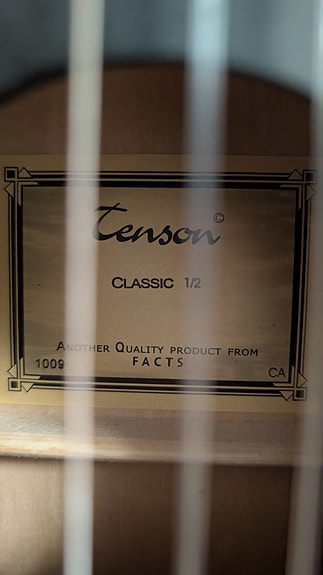 Tenson©
CLASSIC 1/2
ANOTHER QUALITY PRODUCT FROM
FACTS
1009
CA